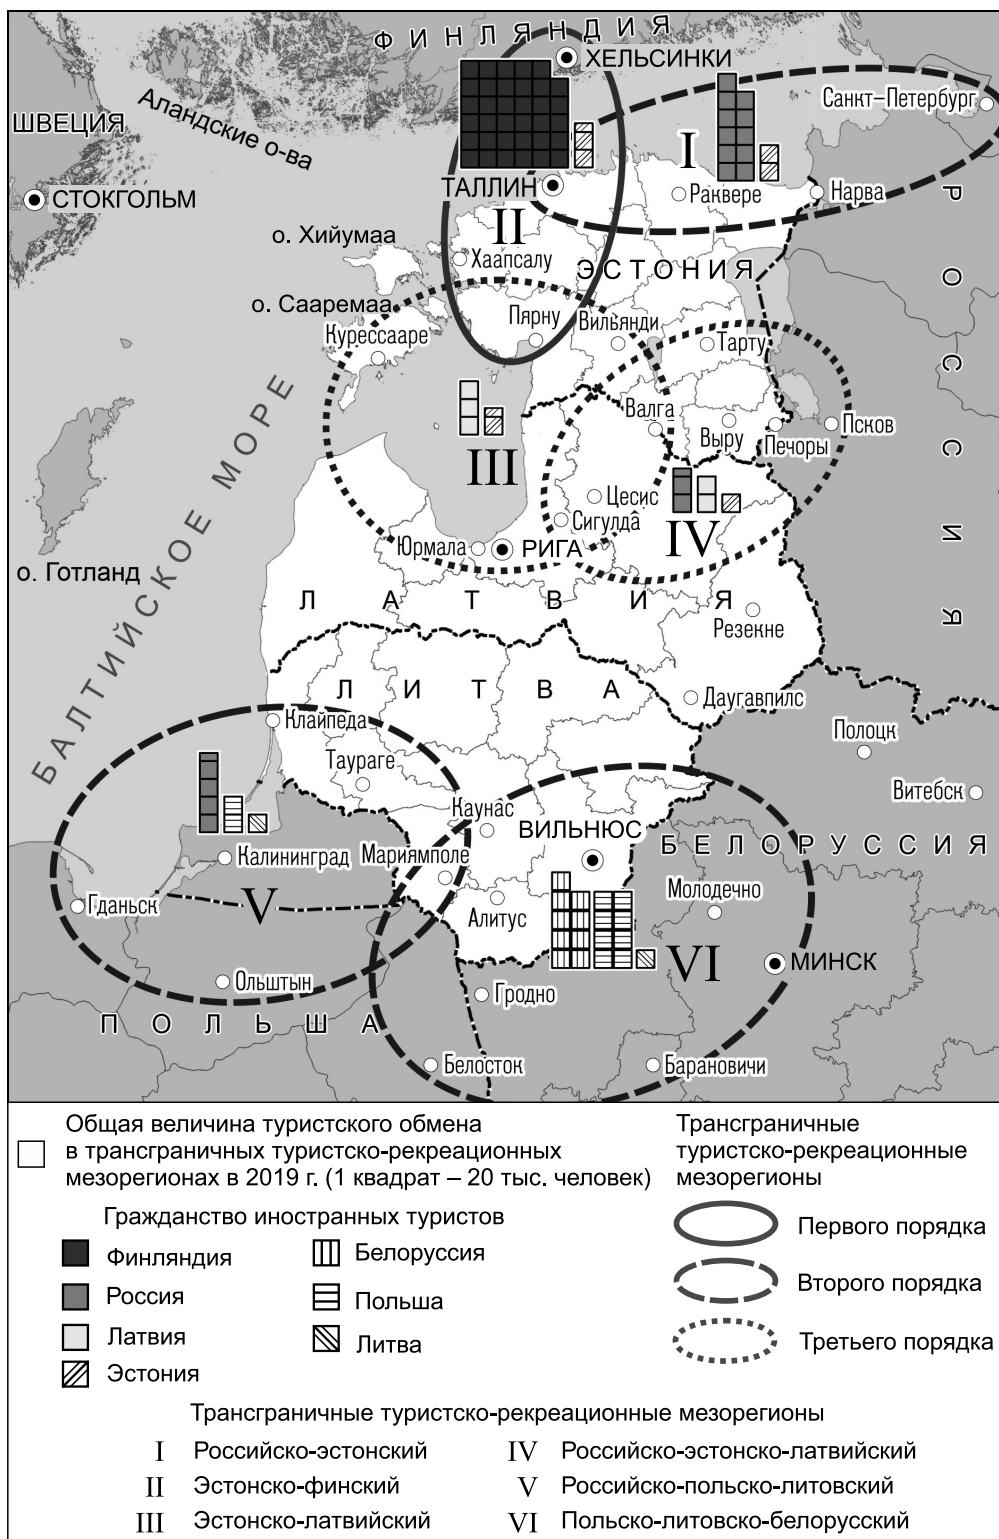 ФИНЛЯНДИЯ
ХЕЛЬСИНКИ
Санкт–Петербург
ШВЕЦИЯ
Аландские о-ва
I
СТОКГОЛЬМ
ТАЛЛИН
Раквере
Нарва
II
о. Хийумаа
Хаапсалу
ЭСТОНИЯ
РОССИЯ
о. Сааремаа
Курессааре
Пярну
Вильянди
Тарту
БАЛТИЙСКОЕ МОРЕ
Валга
Выру
Печоры
Псков
III
Цесис
Сигулда
IV
Юрмала
РИГА
о. Готланд
ЛАТВИЯ
Резекне
ЛИТВА
Даугавпилс
Клайпеда
Полоцк
Таураге
Витебск
Каунас
ВИЛЬНЮС
БЕЛОРУССИЯ
Калининград
Мариямполе
Молодечно
Гданьск
V
Алитус
VI
МИНСК
Ольштын
Гродно
ПОЛЬША
Белосток
Барановичи
Общая величина туристского обмена
в трансграничных туристско-рекреационных
мезорегионах в 2019 г. (1 квадрат – 20 тыс. человек)
Гражданство иностранных туристов
Финляндия
Россия
Латвия
Эстония
Белоруссия
Польша
Литва
Трансграничные
туристско-рекреационные
мезорегионы
Первого порядка
Второго порядка
Третьего порядка
Трансграничные туристско-рекреационные мезорегионы
I Российско-эстонский
II Эстонско-финский
III Эстонско-латвийский
IV Российско-эстонско-латвийский
V Российско-польско-литовский
VI Польско-литовско-белорусский